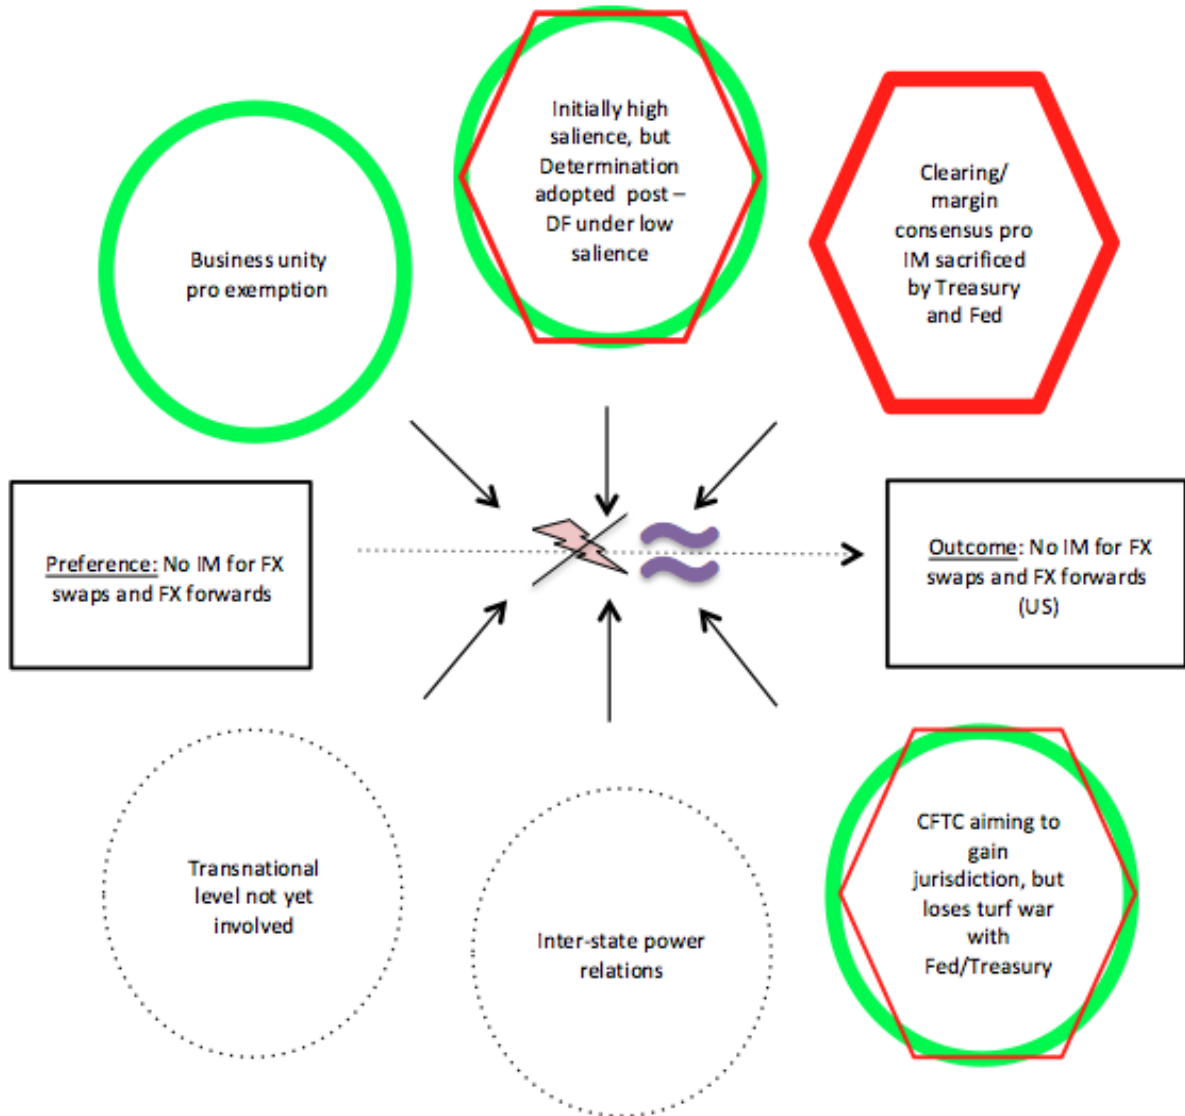 Initially high
salience, but
Determination
adopted  post –
DF under low
salience
Business unity
pro exemption
Clearing/
margin
consensus pro
IM sacrificed
by Treasury
and Fed
Preference: No IM for FX
swaps and FX forwards
Outcome: No IM for FX
swaps and FX forwards
(US)
Transnational
level not yet
involved
Inter-state power
relations
CFTC aiming to
gain
jurisdiction, but
loses turf war
with
Fed/Treasury